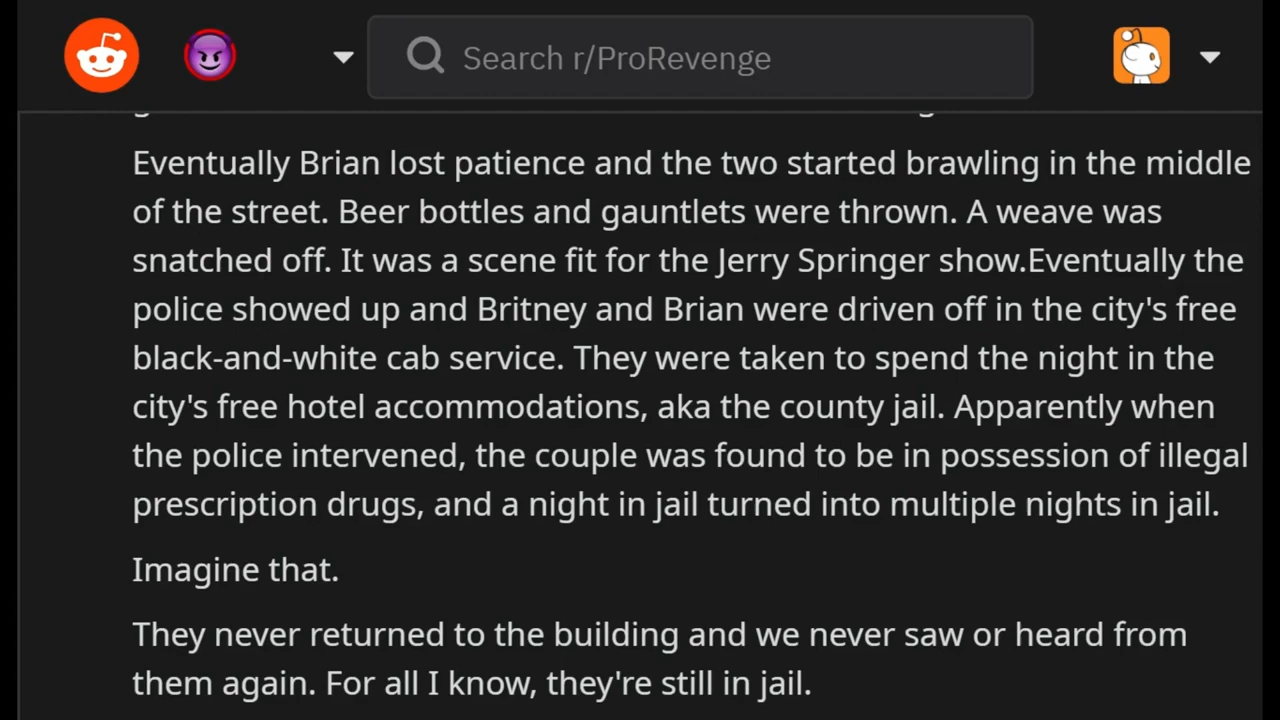 Search r/ProRevenge
Eventually Brian lost patience and the two started brawling in the middle
of the street. Beer bottles and gauntlets were thrown. A weave was
snatched off. It was a scene fit for the Jerry Springer show.Eventually the
police showed up and Britney and Brian were driven off in the city's free
black-and-white cab service. They were taken to spend the night in the
city's free hotel accommodations, aka the county jail. Apparently when
the police intervened, the couple was found to be in possession of illegal
prescription drugs, and a night in jail turned into multiple nights in jail.
Imagine that.
They never returned to the building and we never saw or heard from
them again. For all I know, they're still in jail.